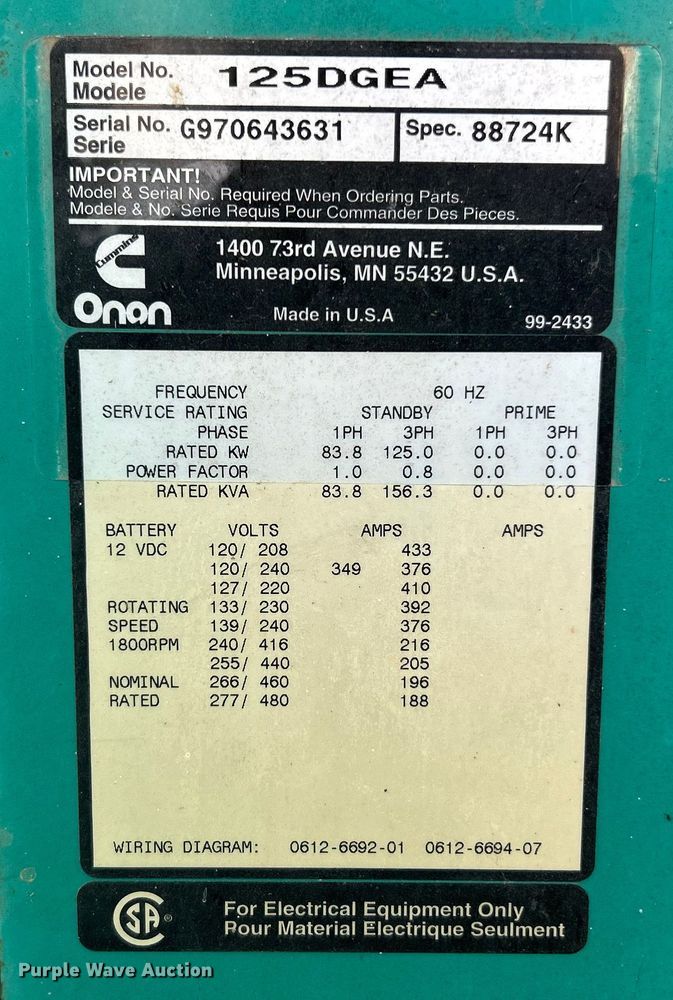 Model No. 125DGEA
Modele
Serial No. G970643631 Spec. 88724K
Serie
IMPORTANT!
Model & Serial No. Required When Ordering Parts.
Modele & No. Serie Requis Pour Commander Des Pieces.
Cummins
Onan
1400 73rd Avenue N.E.
Minneapolis, MN 55432 U.S.A.
Made in U.S.A 99-2433
FREQUENCY 60 HZ
SERVICE RATING STANDBY PRIME
PHASE 1PH 3PH 1PH 3PH
RATED KW 83.8 125.0 0.0 0.0
POWER FACTOR 1.0 0.8 0.0 0.0
RATED KVA 83.8 156.3 0.0 0.0
BATTERY VOLTS AMPS AMPS
12 VDC 120/ 208 433
120/ 240 349 376
127/ 220 410
ROTATING 133/ 230 392
SPEED 139/ 240 376
1800RPM 240/ 416 216
255/ 440 205
NOMINAL 266/ 460 196
RATED 277/ 480 188
WIRING DIAGRAM: 0612-6692-01 0612-6694-07
SA ®
For Electrical Equipment Only
Pour Material Electrique Seulment
Purple Wave Auction